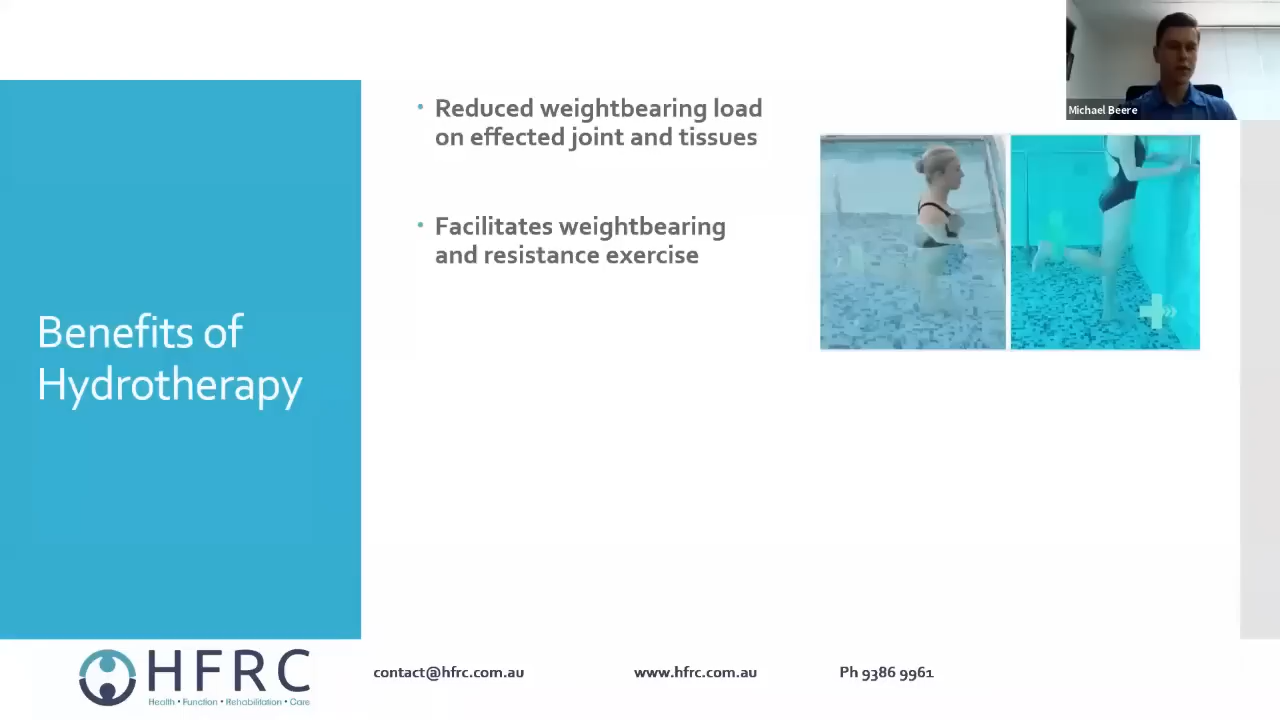 Michael Beere
• Reduced weightbearing load
on effected joint and tissues
• Facilitates weightbearing
and resistance exercise
Benefits of
Hydrotherapy
HFRC
Health • Function • Rehabilitation • Care
contact@hfrc.com.au
www.hfrc.com.au
Ph 9386 9961